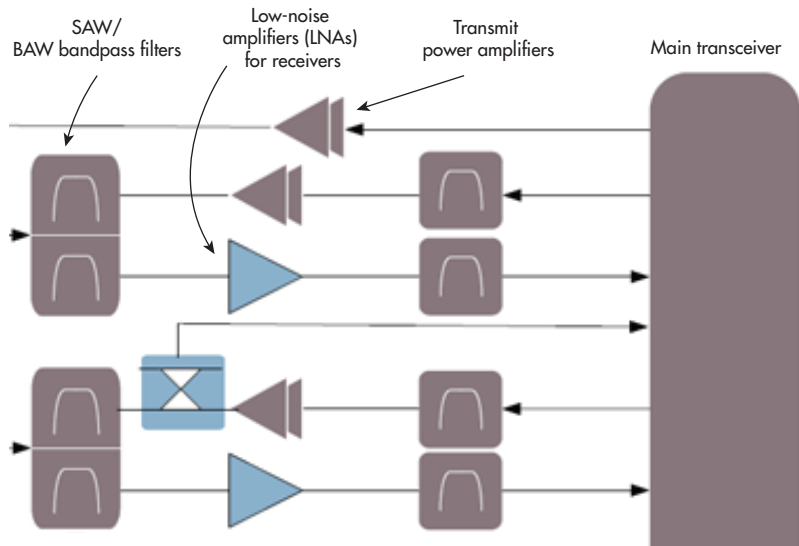 SAW/
BAW bandpass filters
Low-noise
amplifiers (LNAs)
for receivers
Transmit
power amplifiers
Main transceiver